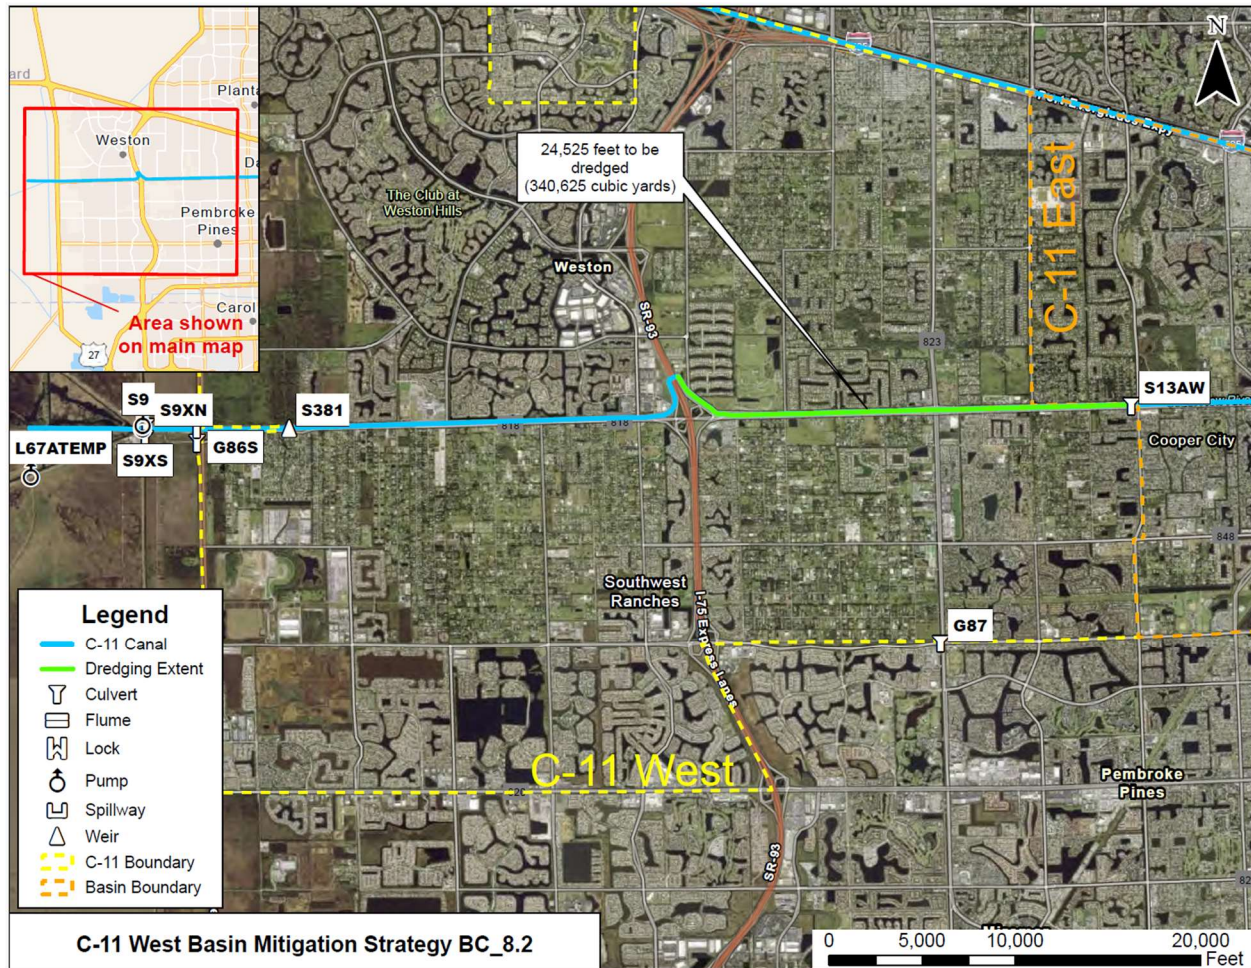 ard
Planta
Weston
Da
Pembroke
Pines
Carol
Area shown
on main map
27
N
24,525 feet to be
dredged
(340,625 cubic yards)
The Club at
Weston Hills
Weston
SR-93
823
C-11 East
S13AW
Cooper City
S9
S9XN
S381
818
818
L67ATEMP
S9XS
G86S
848
Southwest
Ranches
I-75 Express Lanes
G87
C-11 West
Pembroke
Pines
SR-93
Legend
C-11 Canal
Dredging Extent
Culvert
Flume
Lock
Pump
Spillway
Weir
C-11 Boundary
Basin Boundary
C-11 West Basin Mitigation Strategy BC_8.2
0 5,000 10,000 20,000
Feet